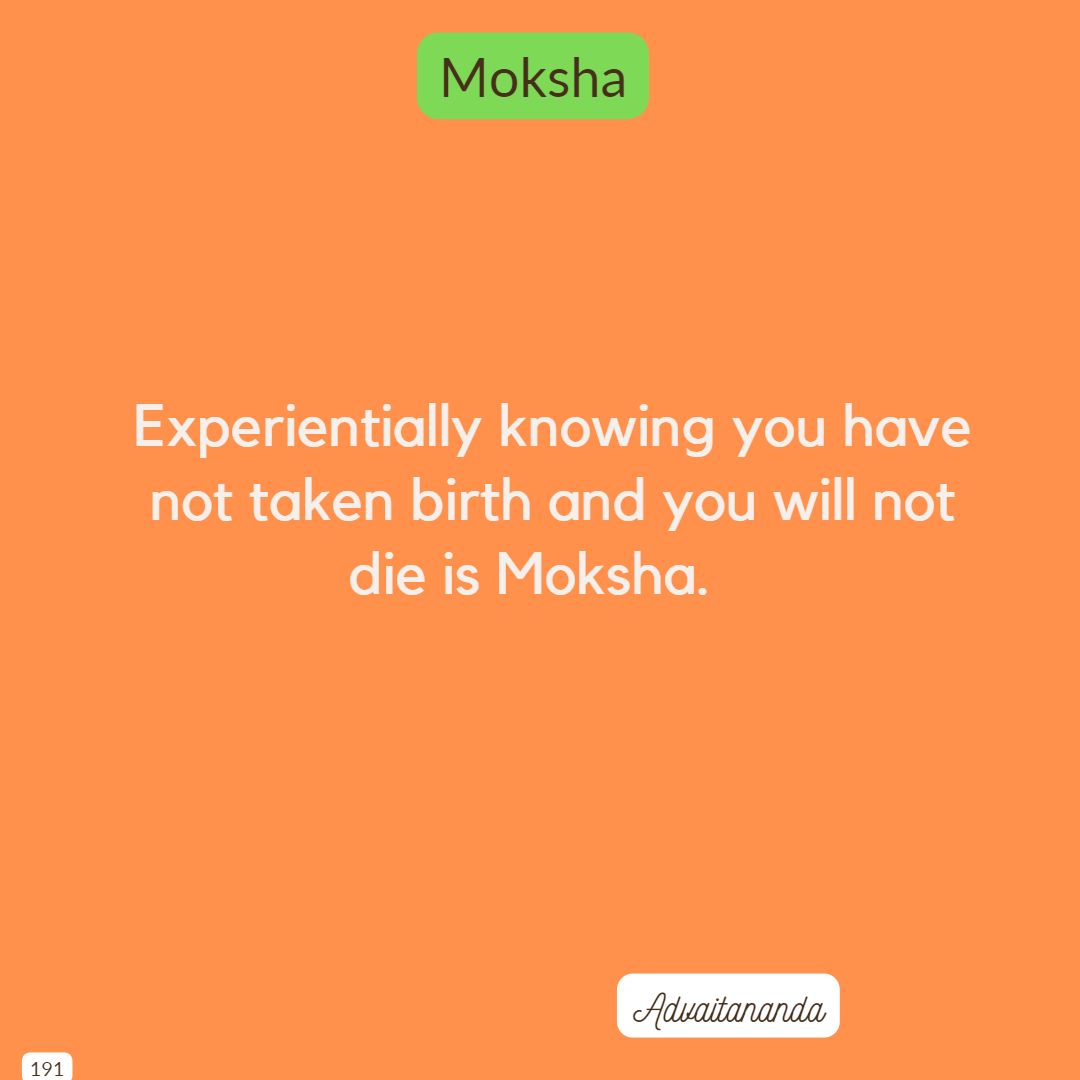 Moksha
Experientially knowing you have
not taken birth and you will not
die is Moksha.
Advaitananda
191